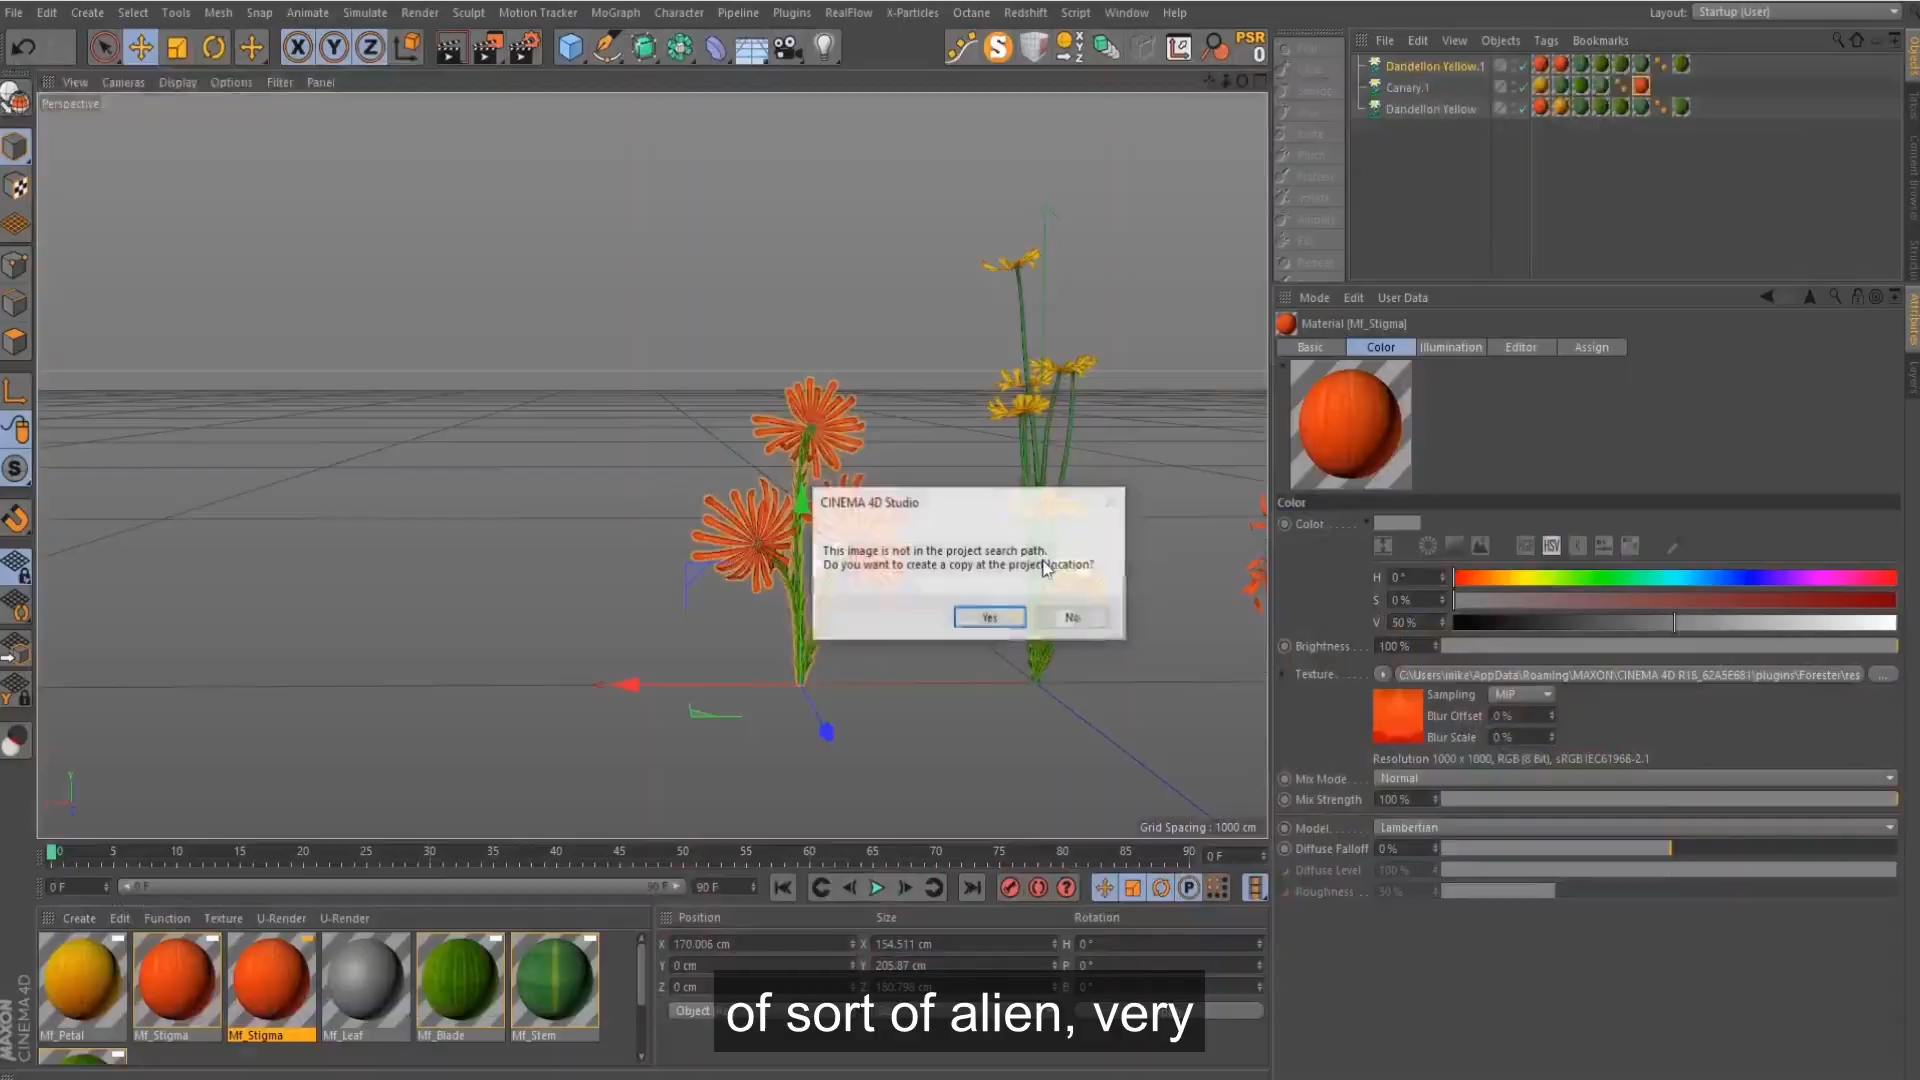 File Edit Create Select Tools Mesh Snap Animate Simulate Render Sculpt Motion Tracker MoGraph Character Pipeline Plugins RealFlow X-Particles Octane Redshift Script Window Help
Layout: Startup (User)
PSR
0
X Y Z
File Edit View Objects Tags Bookmarks
Dandelion Yellow.1
Canary.1
Dandelion Yellow
View Cameras Display Options Filter Panel
Perspective
Mode Edit User Data
Material [Mf_Stigma]
Basic Color Illumination Editor Assign
Color
Color
HSV
H 0 °
S 0 %
V 50 %
Brightness 100 %
Texture C:\Users\mike\AppData\Roaming\MAXON\CINEMA 4D R18_62A5E681\plugins\Forester\res ...
Sampling MIP
Blur Offset 0 %
Blur Scale 0 %
Resolution 1000 x 1000, RGB (8 Bit), sRGB IEC61966-2.1
Mix Mode Normal
Mix Strength 100 %
Model Lambertian
Diffuse Falloff 0 %
Diffuse Level 100 %
Roughness 50 %
CINEMA 4D Studio
This image is not in the project search path.
Do you want to create a copy at the project location?
Yes No
Grid Spacing : 1000 cm
0 5 10 15 20 25 30 35 40 45 50 55 60 65 70 75 80 85 90 0 F
0 F 0 F 90 F 90 F
Create Edit Function Texture U-Render U-Render
Mf_Petal Mf_Stigma Mf_Stigma Mf_Leaf Mf_Blade Mf_Stem
Position Size Rotation
X 170.006 cm X 154.511 cm H 0 °
Y 0 cm Y 205.87 cm P 0 °
Z 0 cm Z 180.798 cm B 0 °
Object
of sort of alien, very
MAXON
CINEMA 4D
Objects
Content Browser
Attributes
Layers